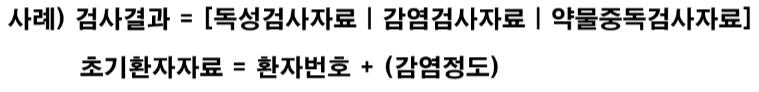 사례) 검사결과 = [독성검사자료 | 감염검사자료 | 약물중독검사자료]
초기환자자료 = 환자번호 + (감염정도)